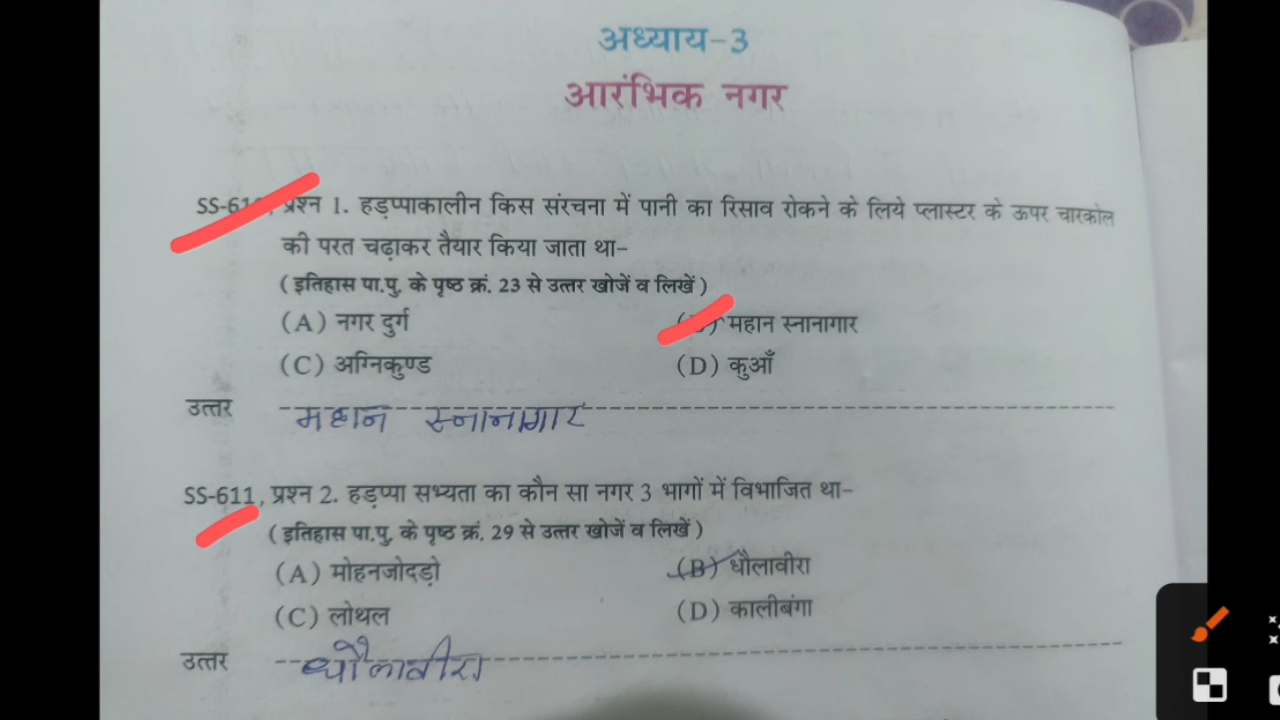 अध्याय-3
आरंभिक नगर
SS-61 प्रश्न 1. हड़प्पाकालीन किस संरचना में पानी का रिसाव रोकने के लिये प्लास्टर के ऊपर चारकोल
की परत चढ़ाकर तैयार किया जाता था-
( इतिहास पा.पु. के पृष्ठ क्रं. 23 से उत्तर खोजें व लिखें )
(A) नगर दुर्ग (B) महान स्नानागार
(C) अग्निकुण्ड (D) कुआँ
उत्तर महान स्नानागार
SS-611, प्रश्न 2. हड़प्पा सभ्यता का कौन सा नगर 3 भागों में विभाजित था-
( इतिहास पा.पु. के पृष्ठ क्रं. 29 से उत्तर खोजें व लिखें )
(A) मोहनजोदड़ो (B) धौलावीरा
(C) लोथल (D) कालीबंगा
उत्तर धौलावीरा